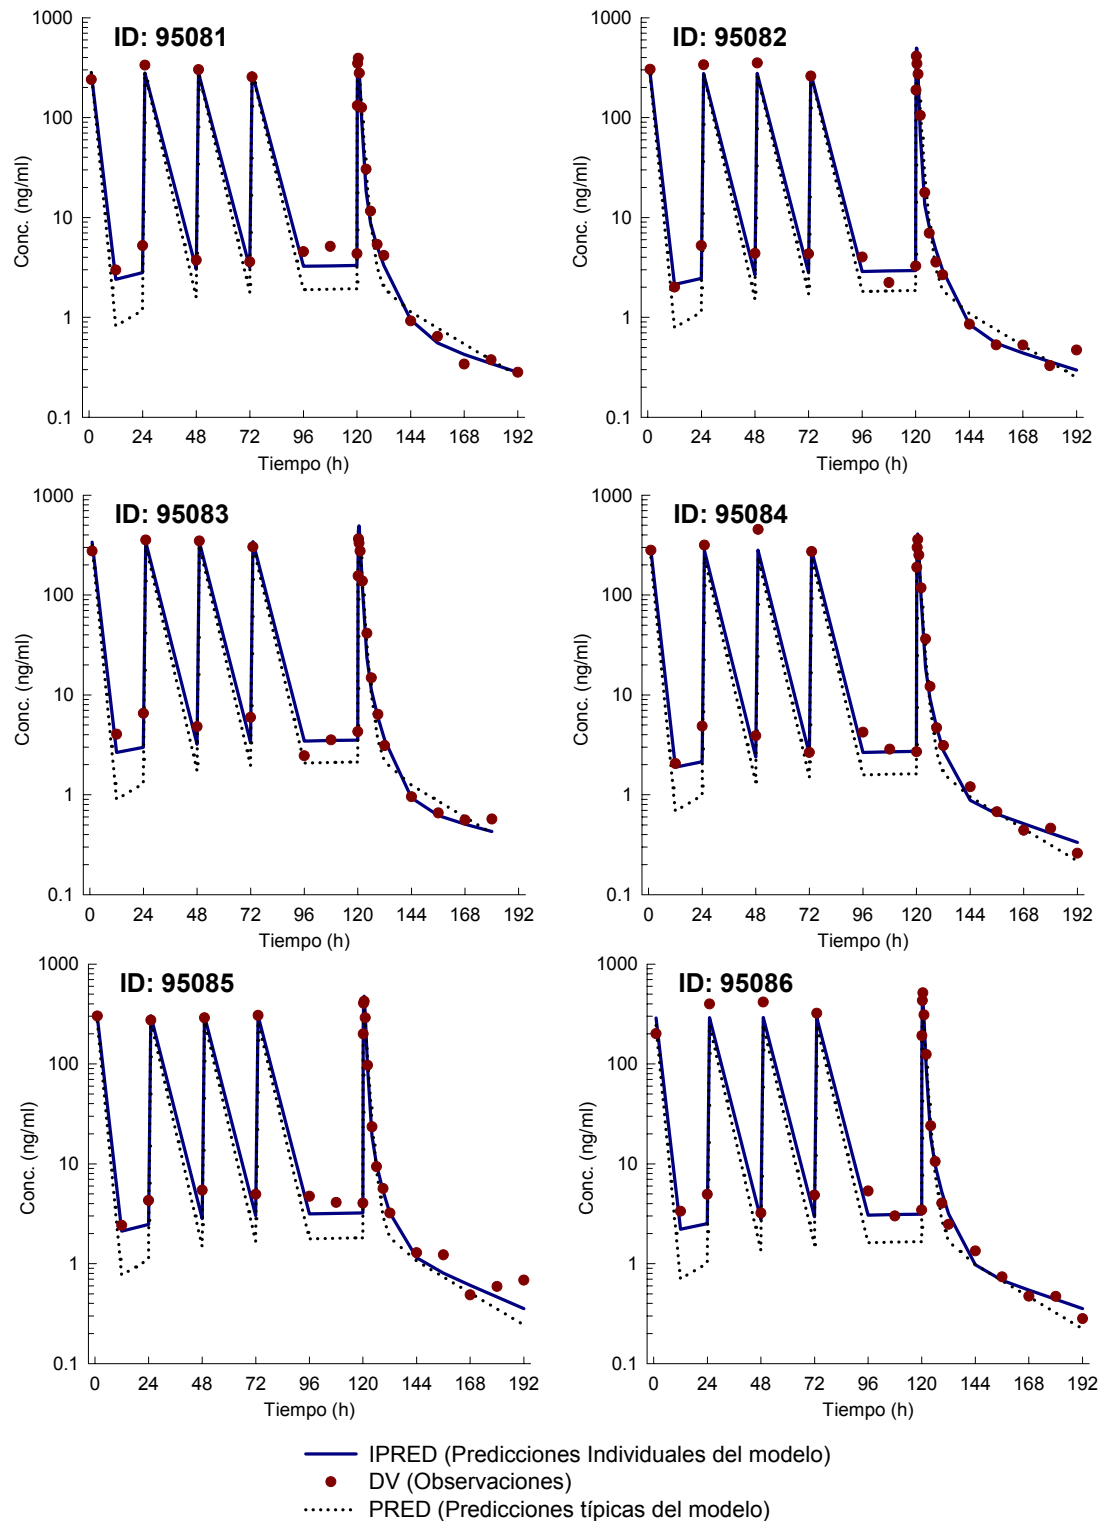 ID: 95081
1000
100
10
1
0.1
Conc. (ng/ml)
0 24 48 72 96 120 144 168 192
Tiempo (h)
ID: 95082
1000
100
10
1
0.1
Conc. (ng/ml)
0 24 48 72 96 120 144 168 192
Tiempo (h)
ID: 95083
1000
100
10
1
0.1
Conc. (ng/ml)
0 24 48 72 96 120 144 168 192
Tiempo (h)
ID: 95084
1000
100
10
1
0.1
Conc. (ng/ml)
0 24 48 72 96 120 144 168 192
Tiempo (h)
ID: 95085
1000
100
10
1
0.1
Conc. (ng/ml)
0 24 48 72 96 120 144 168 192
Tiempo (h)
ID: 95086
1000
100
10
1
0.1
Conc. (ng/ml)
0 24 48 72 96 120 144 168 192
Tiempo (h)
IPRED (Predicciones Individuales del modelo)
DV (Observaciones)
PRED (Predicciones típicas del modelo)